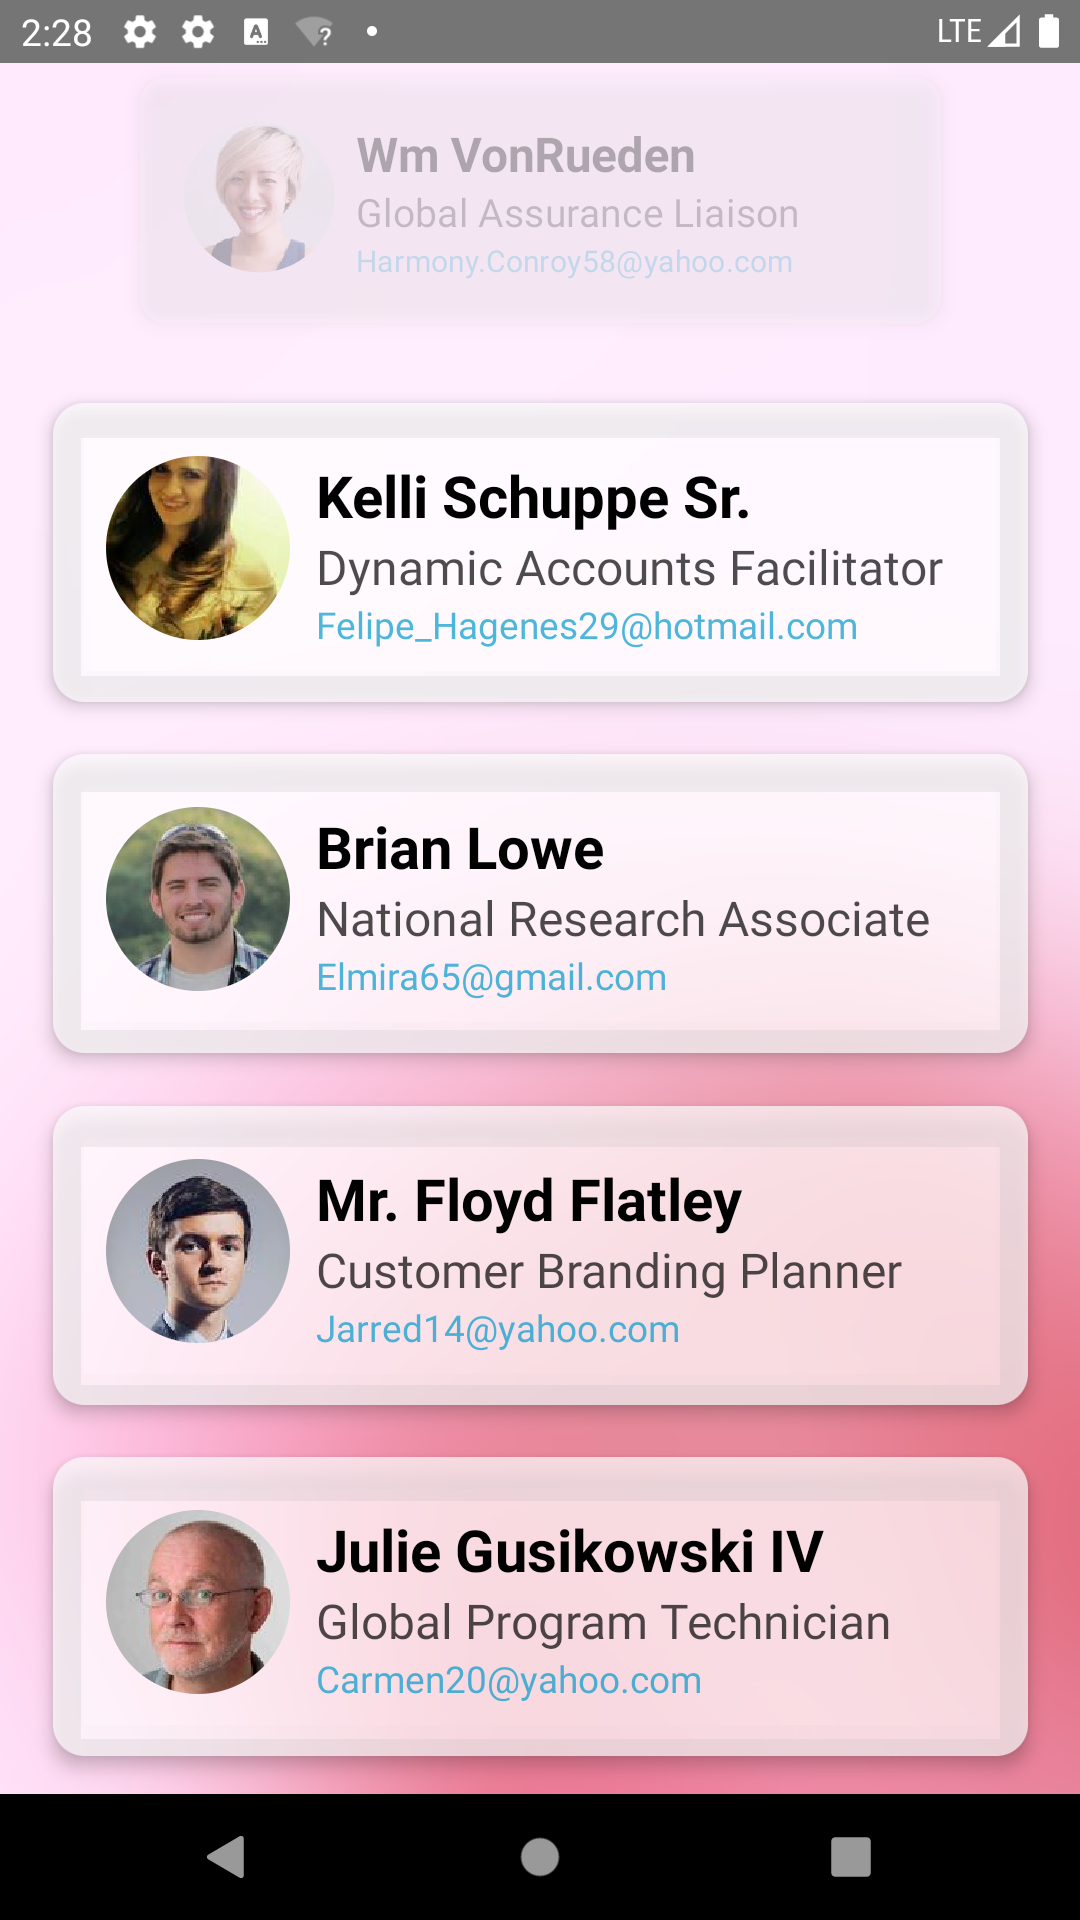 2:28
LTE
Wm VonRueden
Global Assurance Liaison
Harmony.Conroy58@yahoo.com
Kelli Schuppe Sr.
Dynamic Accounts Facilitator
Felipe_Hagenes29@hotmail.com
Brian Lowe
National Research Associate
Elmira65@gmail.com
Mr. Floyd Flatley
Customer Branding Planner
Jarred14@yahoo.com
Julie Gusikowski IV
Global Program Technician
Carmen20@yahoo.com